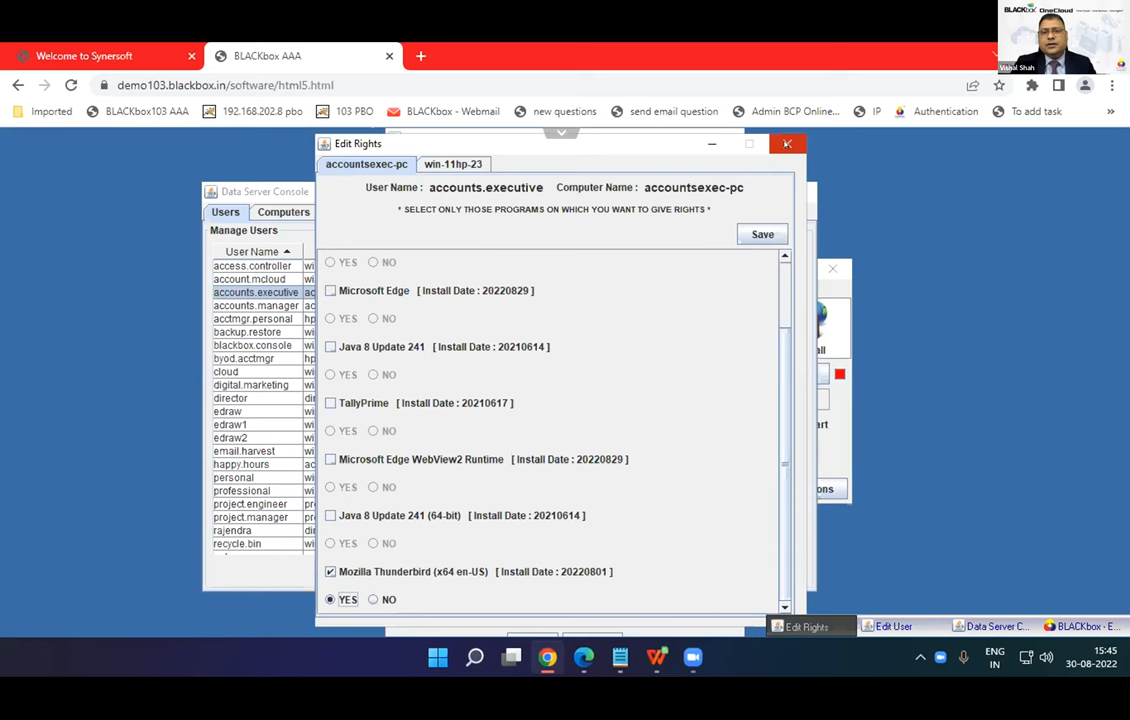 BLACKbox OneCloud
Vishal Shah
Welcome to Synersoft
BLACKbox AAA
demo103.blackbox.in/software/html5.html
Imported
BLACKbox103 AAA
192.168.202.8 pbo
103 PBO
BLACKbox - Webmail
new questions
send email question
Admin BCP Online...
IP
Authentication
To add task
»
Edit Rights
accountsexec-pc
win-11hp-23
User Name : accounts.executive Computer Name : accountsexec-pc
* SELECT ONLY THOSE PROGRAMS ON WHICH YOU WANT TO GIVE RIGHTS *
Save
YES NO
Microsoft Edge [ Install Date : 20220829 ]
YES NO
Java 8 Update 241 [ Install Date : 20210614 ]
YES NO
TallyPrime [ Install Date : 20210617 ]
YES NO
Microsoft Edge WebView2 Runtime [ Install Date : 20220829 ]
YES NO
Java 8 Update 241 (64-bit) [ Install Date : 20210614 ]
YES NO
Mozilla Thunderbird (x64 en-US) [ Install Date : 20220801 ]
YES NO
Data Server Console
Users
Computers
Manage Users
User Name
access.controller
account.mcloud
accounts.executive
accounts.manager
acctmgr.personal
backup.restore
blackbox.console
byod.acctmgr
cloud
digital.marketing
director
edraw
edraw1
edraw2
email.harvest
happy.hours
personal
professional
project.engineer
project.manager
rajendra
recycle.bin
all
art
ons
Edit Rights
Edit User
Data Server C...
BLACKbox - E...
ENG
IN
15:45
30-08-2022